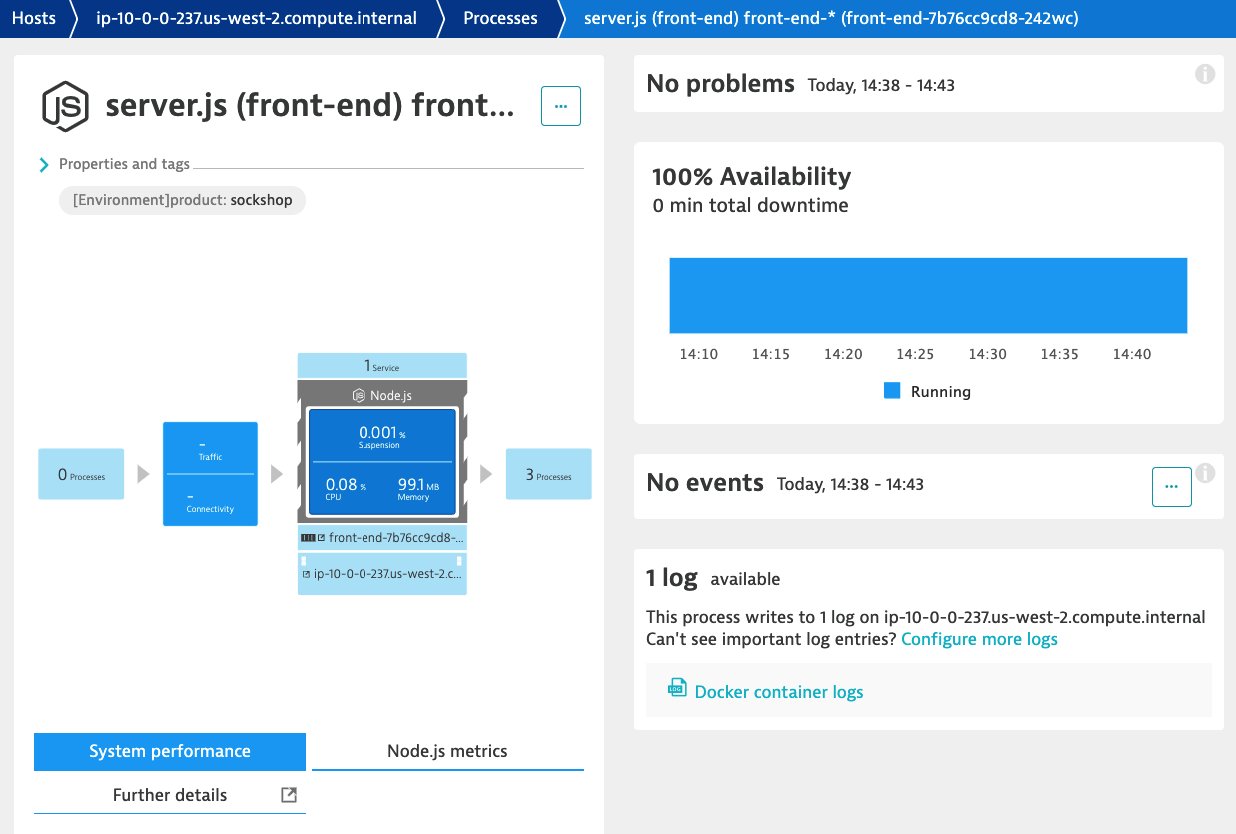 Hosts
ip-10-0-0-237.us-west-2.compute.internal
Processes
server.js (front-end) front-end-* (front-end-7b76cc9cd8-242wc)
JS
server.js (front-end) front...
...
Properties and tags
[Environment]product: sockshop
0 Processes
-
Traffic
-
Connectivity
1 Service
Node.js
0.001 %
Suspension
0.08 %
CPU
99.1 MB
Memory
front-end-7b76cc9cd8-...
ip-10-0-0-237.us-west-2.c...
3 Processes
System performance
Node.js metrics
Further details
No problems Today, 14:38 - 14:43
i
100% Availability
0 min total downtime
14:10 14:15 14:20 14:25 14:30 14:35 14:40
Running
No events Today, 14:38 - 14:43
...
i
1 log available
This process writes to 1 log on ip-10-0-0-237.us-west-2.compute.internal
Can't see important log entries? Configure more logs
LOG
Docker container logs